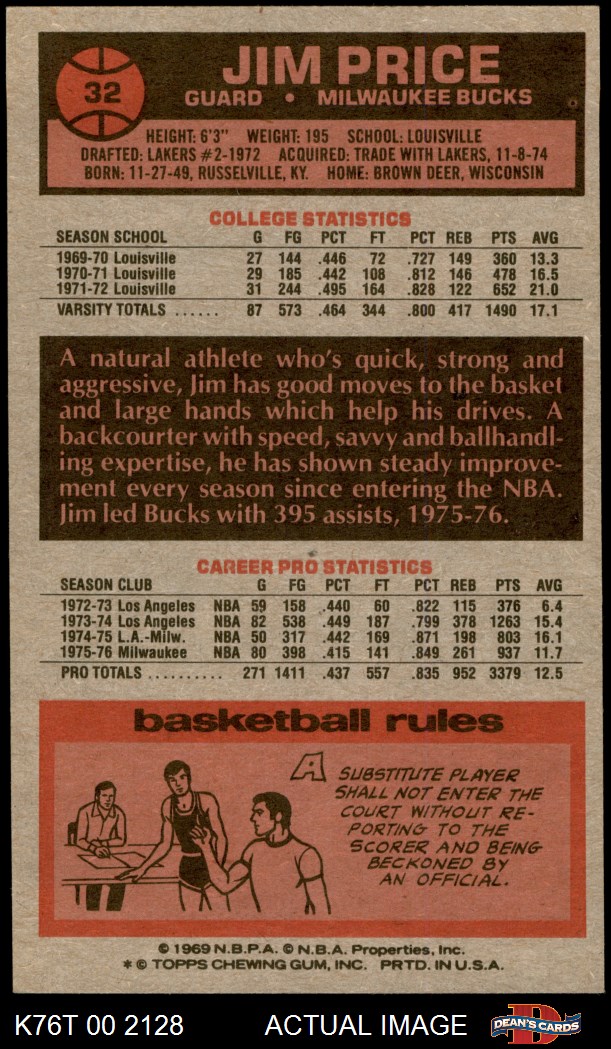 32
JIM PRICE
GUARD • MILWAUKEE BUCKS
HEIGHT: 6'3" WEIGHT: 195 SCHOOL: LOUISVILLE
DRAFTED: LAKERS #2-1972 ACQUIRED: TRADE WITH LAKERS, 11-8-74
BORN: 11-27-49, RUSSELVILLE, KY. HOME: BROWN DEER, WISCONSIN
COLLEGE STATISTICS
SEASON SCHOOL G FG PCT FT PCT REB PTS AVG
1969-70 Louisville 27 144 .446 72 .727 149 360 13.3
1970-71 Louisville 29 185 .442 108 .812 146 478 16.5
1971-72 Louisville 31 244 .495 164 .828 122 652 21.0
VARSITY TOTALS ...... 87 573 .464 344 .800 417 1490 17.1
A natural athlete who's quick, strong and
aggressive, Jim has good moves to the basket
and large hands which help his drives. A
backcourter with speed, savvy and ballhandl-
ing expertise, he has shown steady improve-
ment every season since entering the NBA.
Jim led Bucks with 395 assists, 1975-76.
CAREER PRO STATISTICS
SEASON CLUB G FG PCT FT PCT REB PTS AVG
1972-73 Los Angeles NBA 59 158 .440 60 .822 115 376 6.4
1973-74 Los Angeles NBA 82 538 .449 187 .799 378 1263 15.4
1974-75 L.A.-Milw. NBA 50 317 .442 169 .871 198 803 16.1
1975-76 Milwaukee NBA 80 398 .415 141 .849 261 937 11.7
PRO TOTALS .......... 271 1411 .437 557 .835 952 3379 12.5
basketball rules
A SUBSTITUTE PLAYER
SHALL NOT ENTER THE
COURT WITHOUT RE-
PORTING TO THE
SCORER AND BEING
BECKONED BY
AN OFFICIAL.
© 1969 N.B.P.A. © N.B.A. Properties, Inc.
* © TOPPS CHEWING GUM, INC. PRTD. IN U.S.A.
K76T 00 2128 ACTUAL IMAGE
D
DEAN'S CARDS